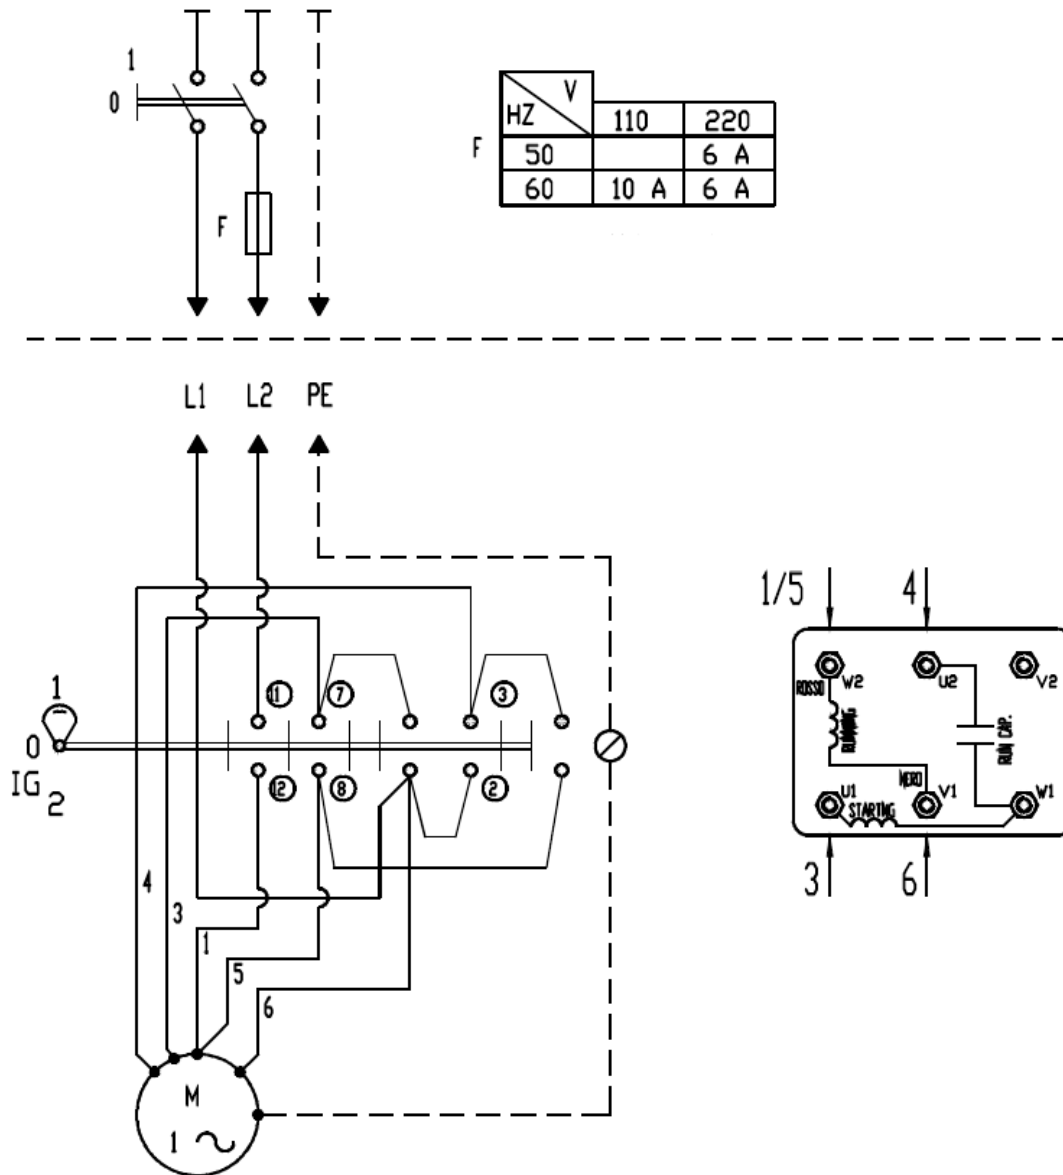 1
0
V
HZ
110
220
F
50
6 A
60
10 A
6 A
F
L1 L2 PE
1
0
IG 2
11
7
3
12
8
2
4
3
1
5
6
M
1
1/5
4
ROSSO
W2
U2
V2
RUNNING
RUN CAP.
NERO
U1
V1
W1
STARTING
3
6